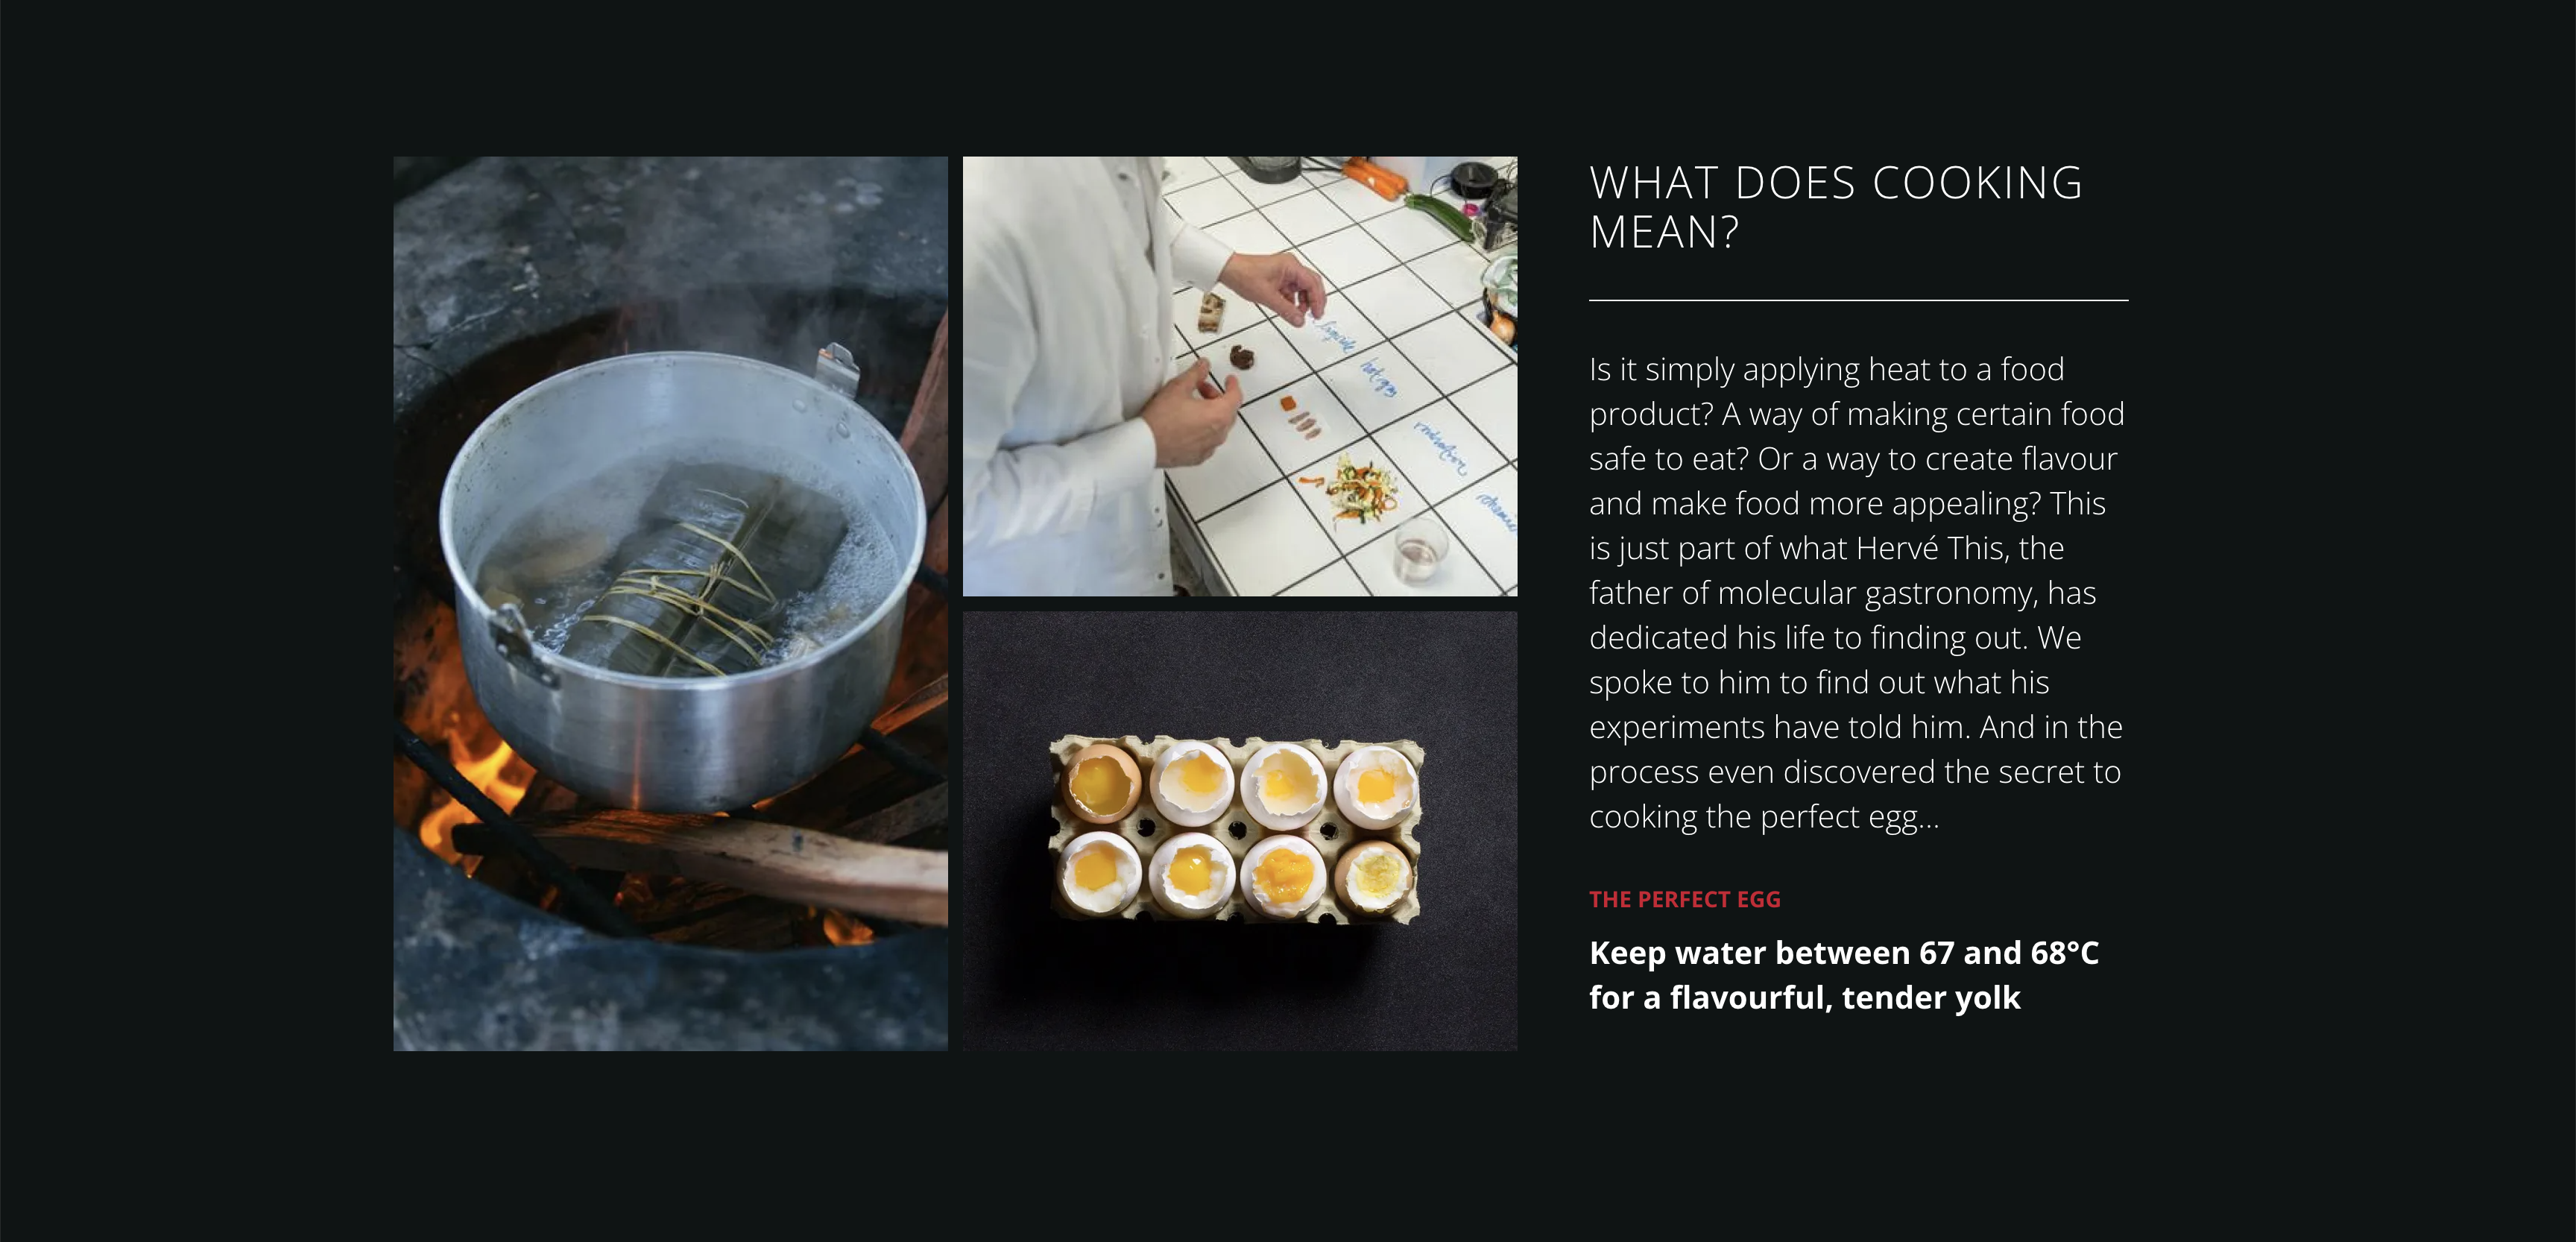 WHAT DOES COOKING
MEAN?
Is it simply applying heat to a food
product? A way of making certain food
safe to eat? Or a way to create flavour
and make food more appealing? This
is just part of what Hervé This, the
father of molecular gastronomy, has
dedicated his life to finding out. We
spoke to him to find out what his
experiments have told him. And in the
process even discovered the secret to
cooking the perfect egg...
THE PERFECT EGG
Keep water between 67 and 68°C
for a flavourful, tender yolk